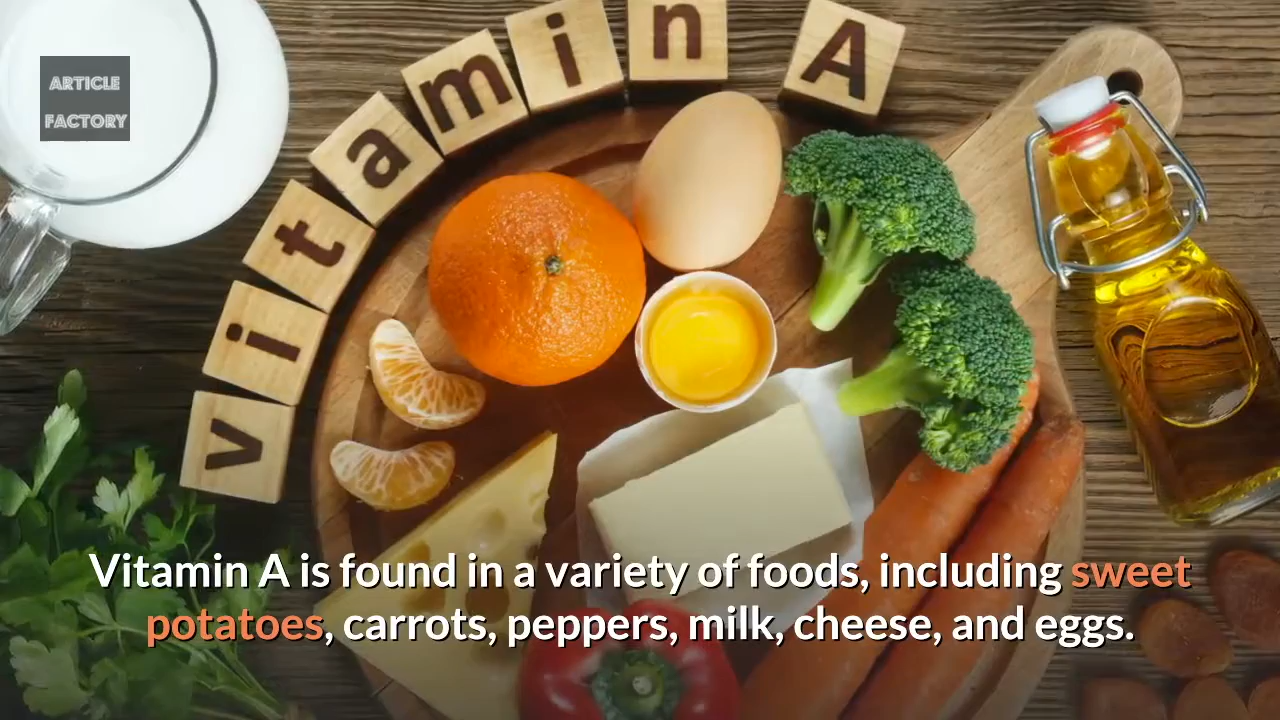 ARTICLE
FACTORY
vitamin A
Vitamin A is found in a variety of foods, including sweet
potatoes, carrots, peppers, milk, cheese, and eggs.